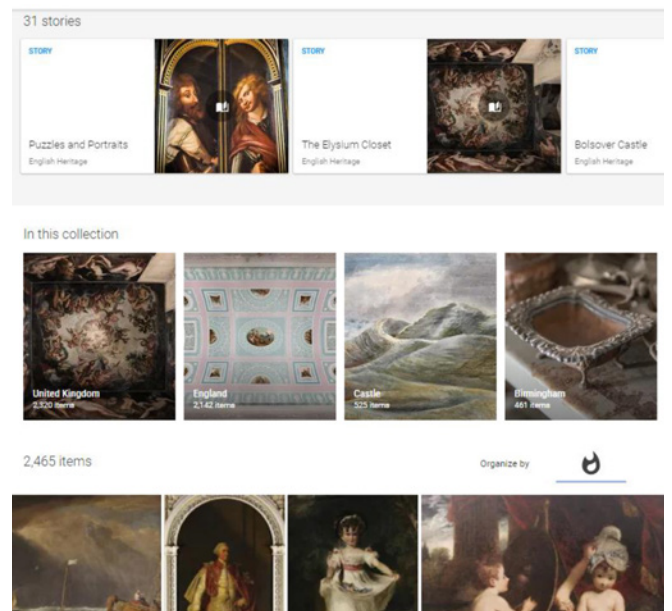 31 stories
STORY
Puzzles and Portraits
English Heritage
STORY
The Elysium Closet
English Heritage
STORY
Bolsover Castle
English Heritage
In this collection
United Kingdom
2,320 items
England
2,142 items
Castle
525 items
Birmingham
461 items
2,465 items
Organize by